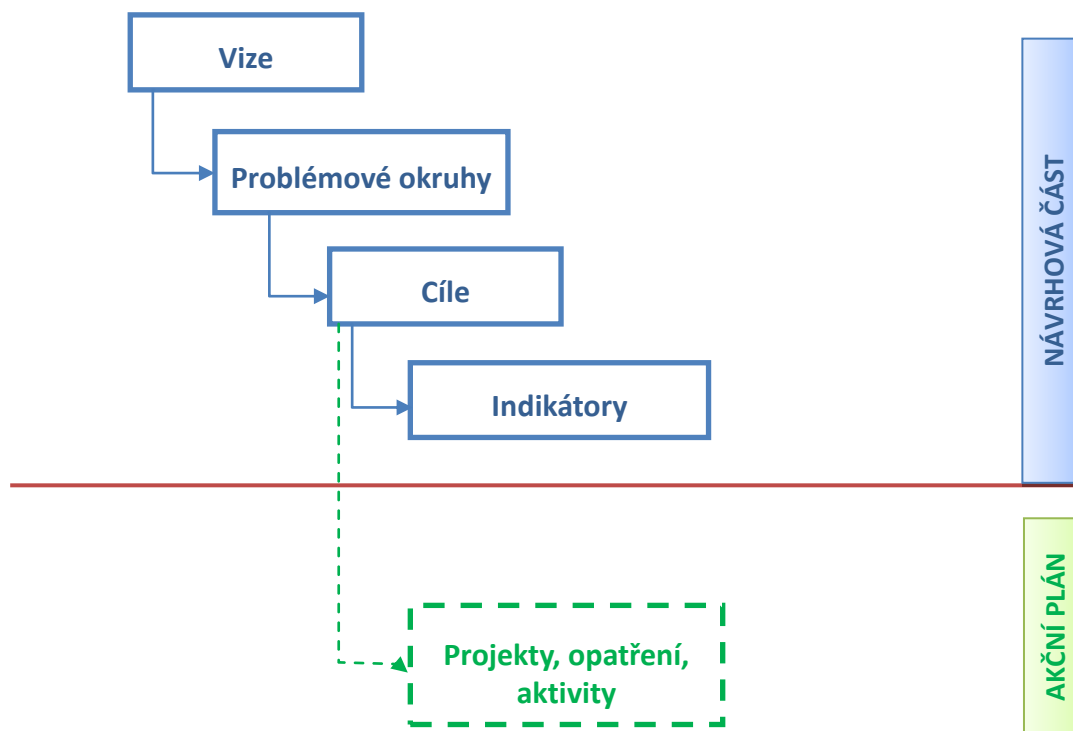 Vize
Problémové okruhy
Cíle
Indikátory
NÁVRHOVÁ ČÁST
Projekty, opatření,
aktivity
AKČNÍ PLÁN